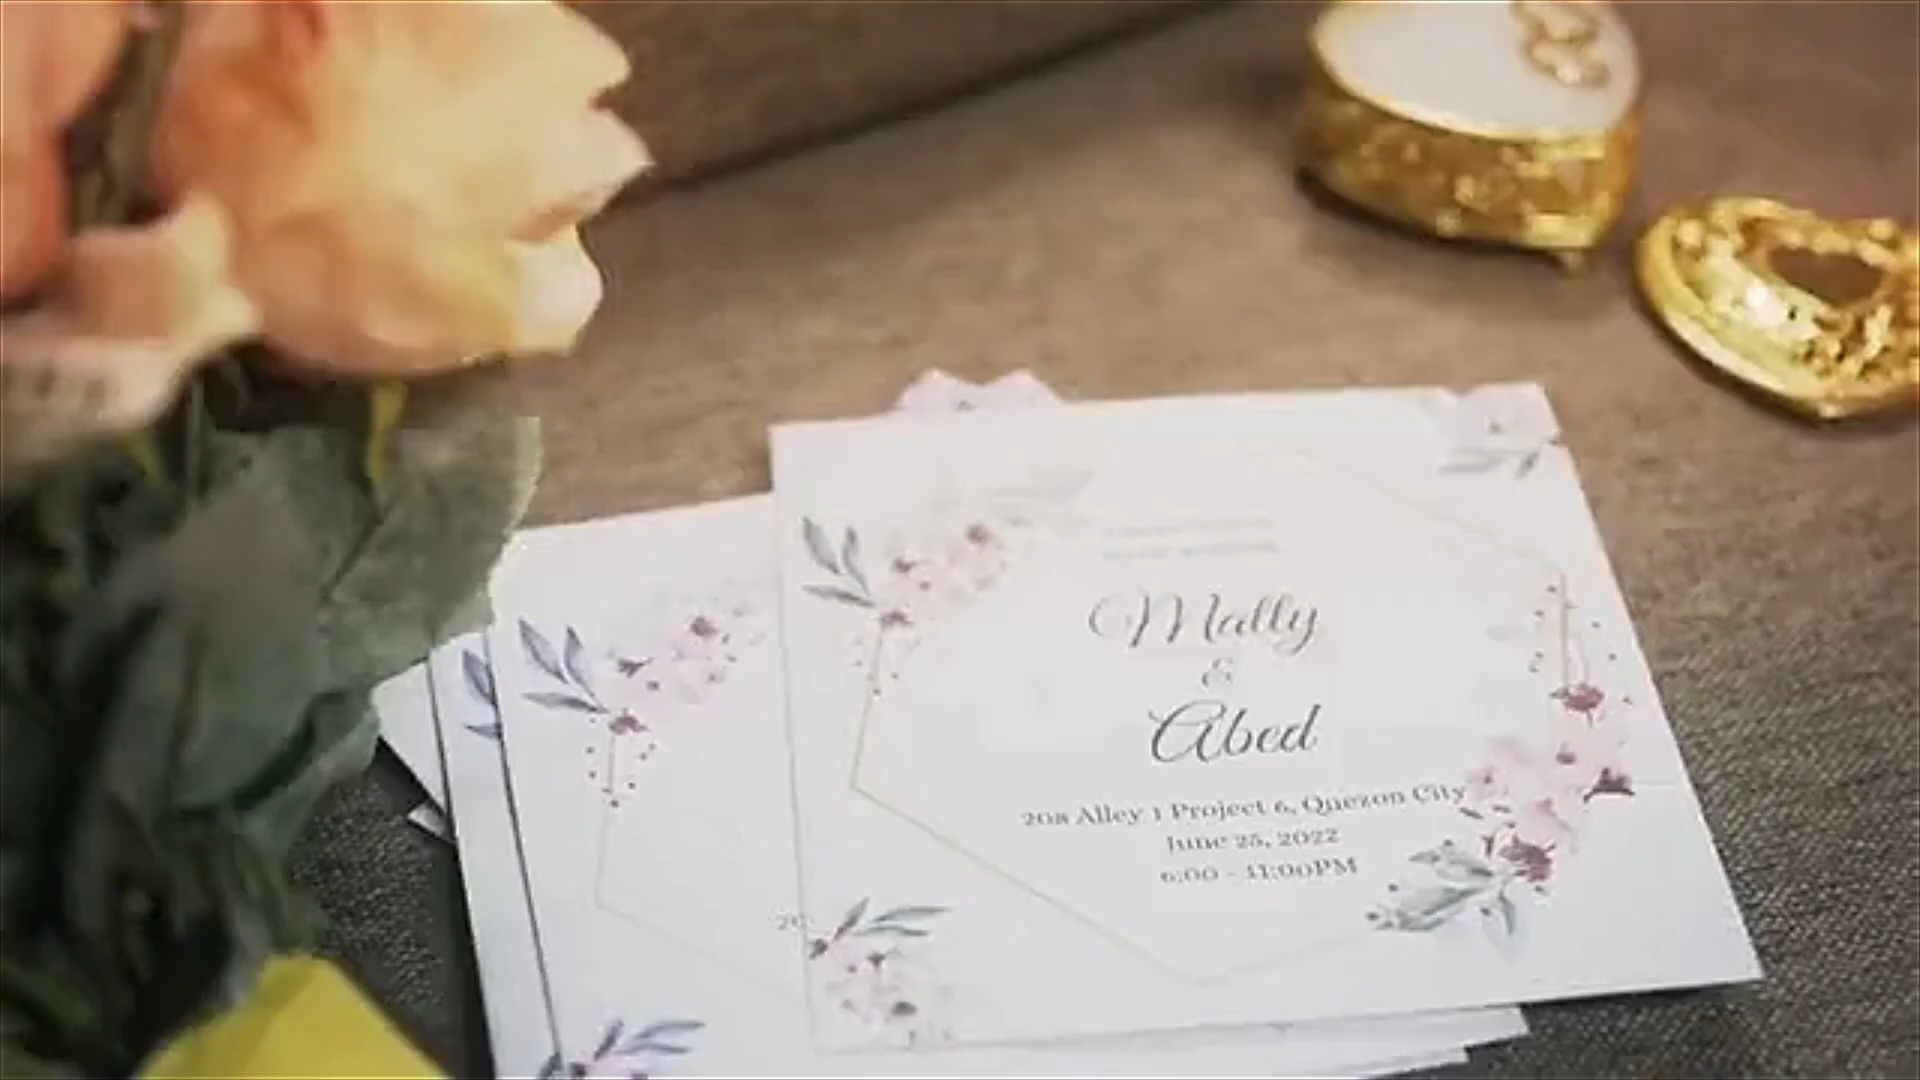 Mally
&
Abed
208 Alley 1 Project 6, Quezon City
June 25, 2022
6:00 - 11:00PM